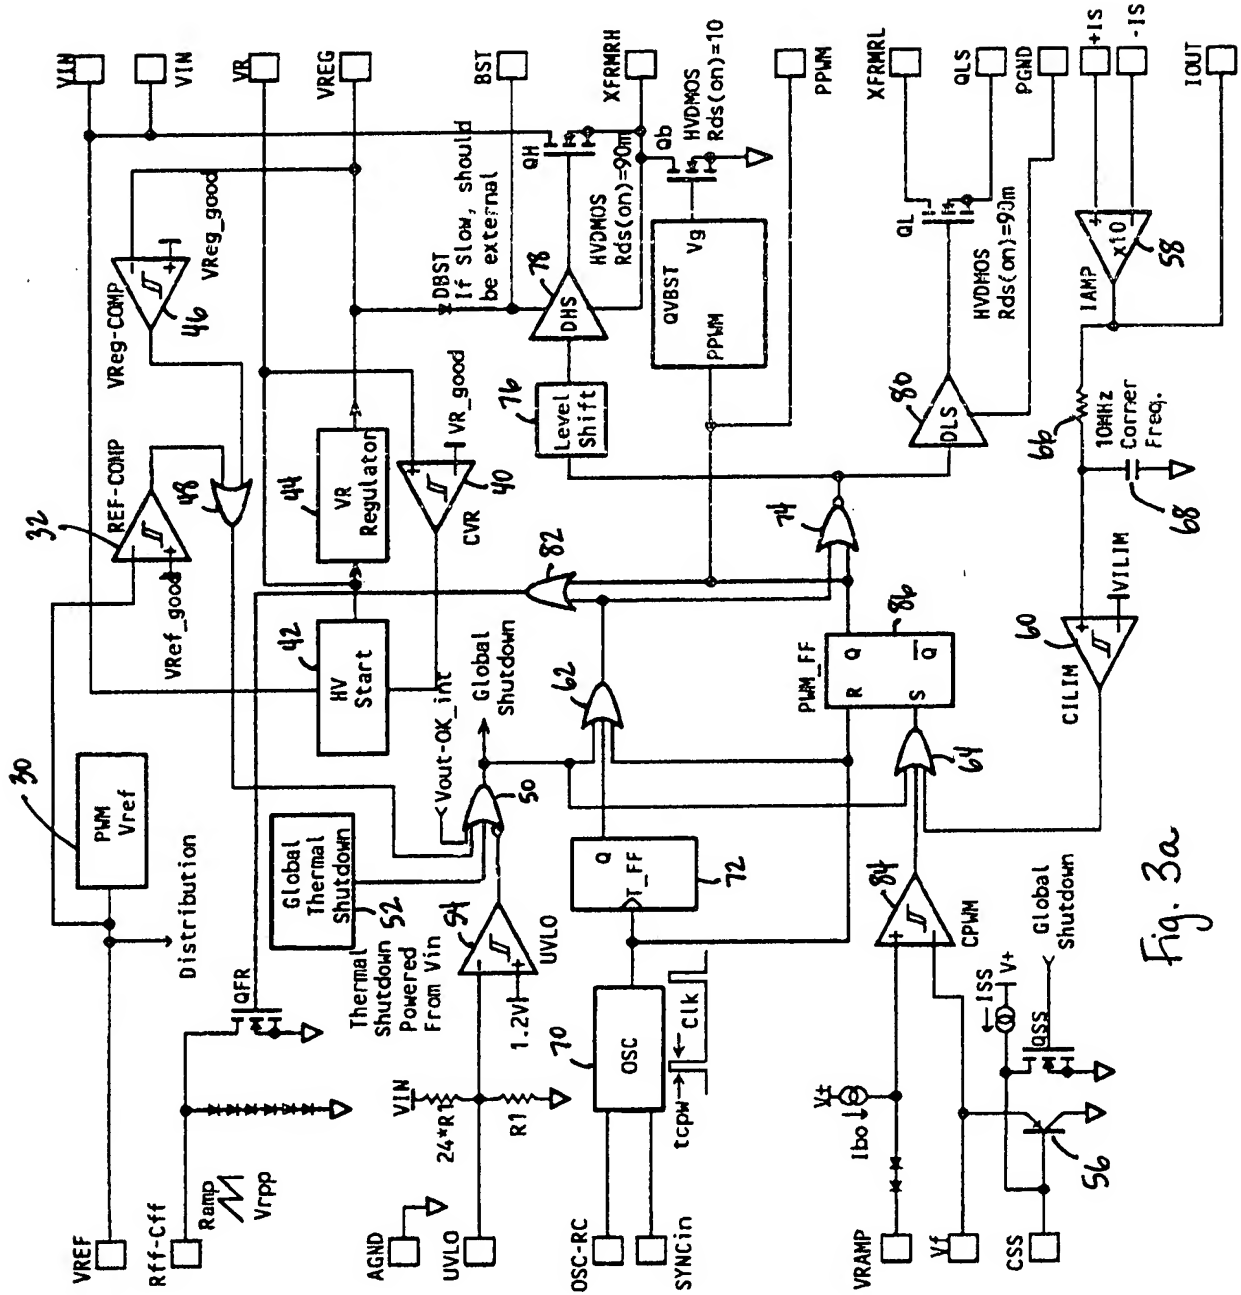 VREF
Rff-Cff
AGND
UVLO
OSC-RC
SYNCin
VRAMP
Vf
CSS
VIN
VIN
VR
VREG
BST
XFRMRH
PPWM
XFRMRL
QLS
PGND
+IS
-IS
IOUT
30
PWM
Vref
Distribution
Ramp
Vrpp
QFR
32
REF-COMP
VRef_good
VReg-COMP
46
VReg_good
48
42
HV
Start
44
VR
Regulator
40
CVR
VR_good
DBST
If Slow, should
be external
Global
Thermal
Shutdown
52
Thermal
Shutdown
Powered
From Vin
VIN
24*R1
R1
54
UVLO
1.2V
Vout-OK_int
50
Global
Shutdown
62
82
70
OSC
tcpw
Clk
Q
T_FF
72
74
76
Level
Shift
78
DHS
QH
HVDMOS
Rds(on)=90m
QVBST
Vg
PPWM
Qb
HVDMOS
Rds(on)=10
80
DLS
QL
HVDMOS
Rds(on)=90m
PWM_FF
86
R
Q
S
Q
64
84
CPWM
V+
Ibo
ISS
V+
QSS
Global
Shutdown
56
CILIM
60
VILIM
66
10MHz
Corner
Freq.
68
IAMP
x10
58
Fig. 3a